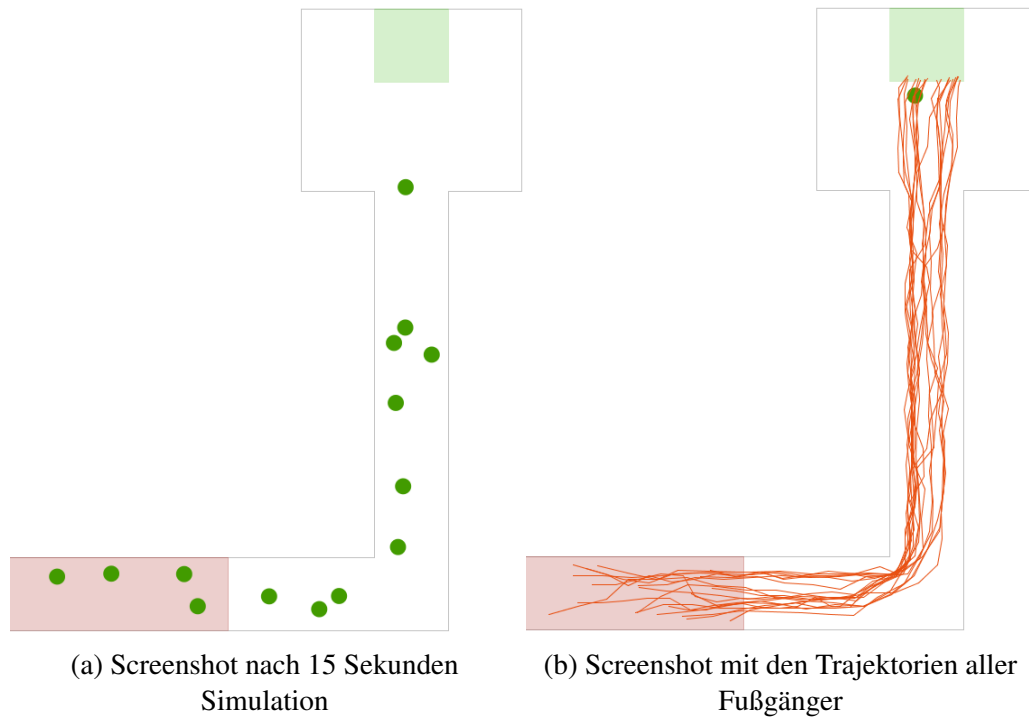 (a) Screenshot nach 15 Sekunden
Simulation
(b) Screenshot mit den Trajektorien aller
Fußgänger